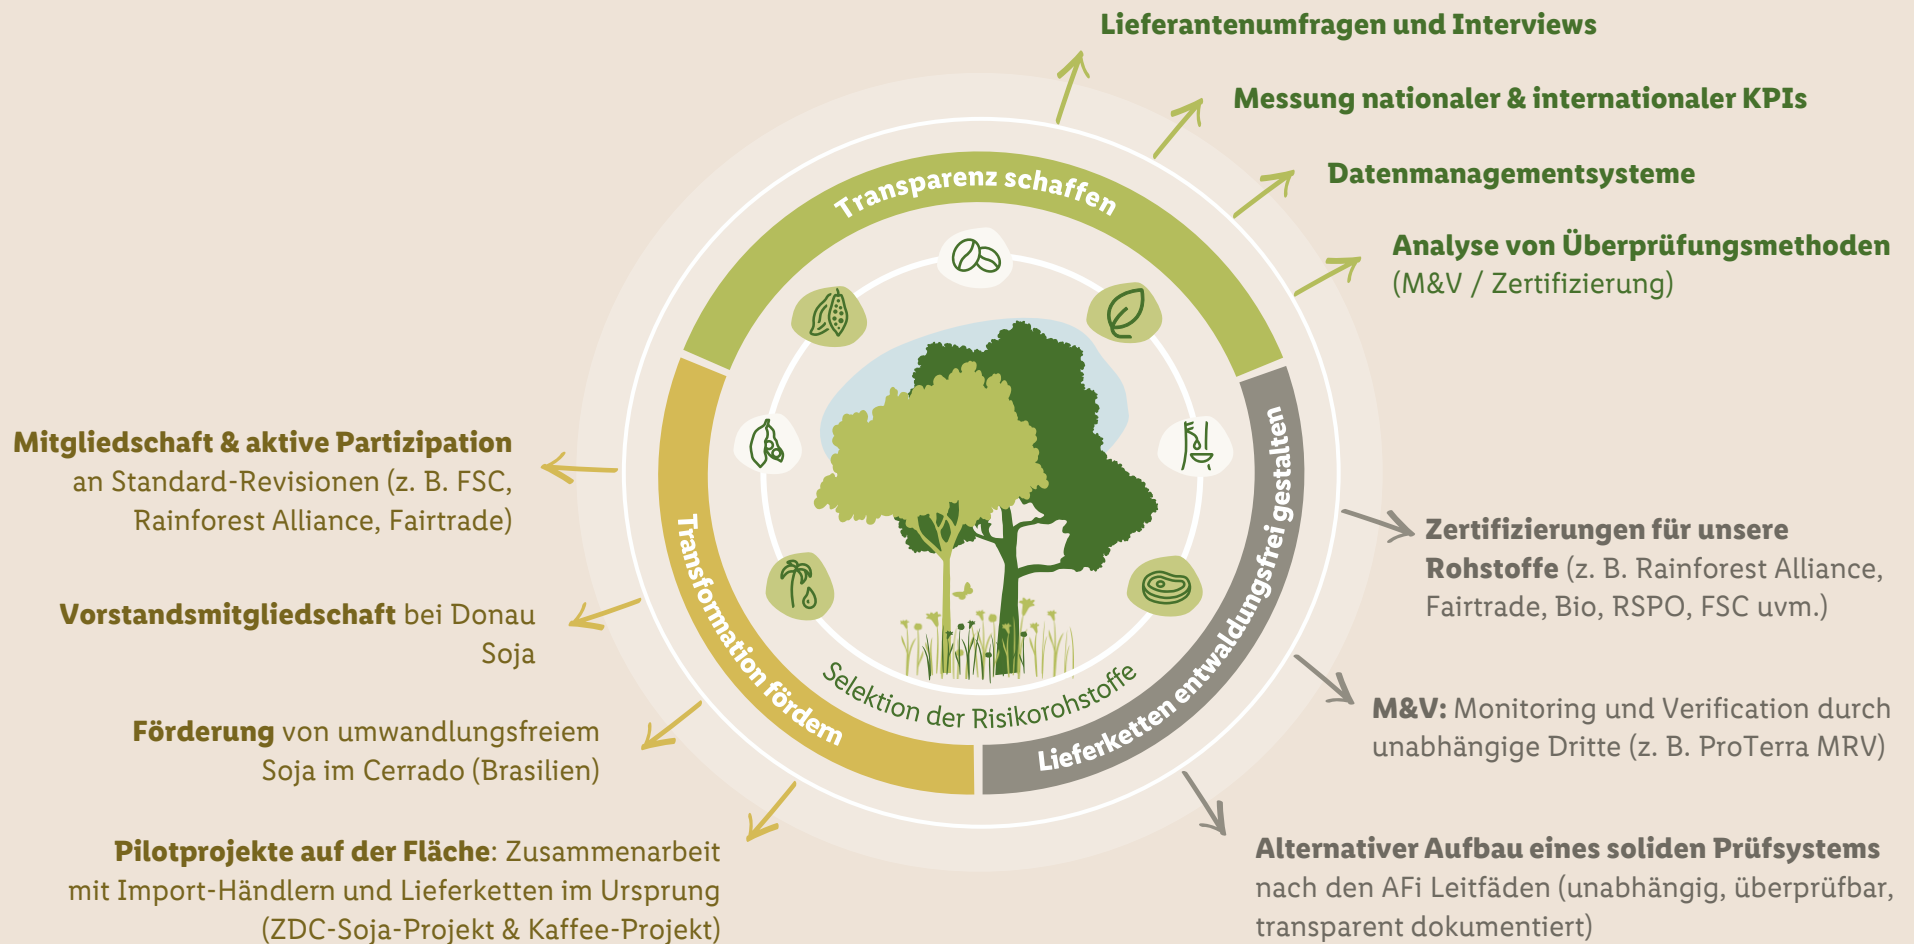 Lieferantenumfragen und Interviews
Messung nationaler & internationaler KPIs
Datenmanagementsysteme
Analyse von Überprüfungsmethoden
(M&V / Zertifizierung)
Transparenz schaffen
Lieferketten entwaldungsfrei gestalten
Transformation fördern
Selektion der Risikorohstoffe
Zertifizierungen für unsere
Rohstoffe (z. B. Rainforest Alliance,
Fairtrade, Bio, RSPO, FSC uvm.)
M&V: Monitoring und Verification durch
unabhängige Dritte (z. B. ProTerra MRV)
Alternativer Aufbau eines soliden Prüfsystems
nach den AFi Leitfäden (unabhängig, überprüfbar,
transparent dokumentiert)
Mitgliedschaft & aktive Partizipation
an Standard-Revisionen (z. B. FSC,
Rainforest Alliance, Fairtrade)
Vorstandsmitgliedschaft bei Donau
Soja
Förderung von umwandlungsfreiem
Soja im Cerrado (Brasilien)
Pilotprojekte auf der Fläche: Zusammenarbeit
mit Import-Händlern und Lieferketten im Ursprung
(ZDC-Soja-Projekt & Kaffee-Projekt)